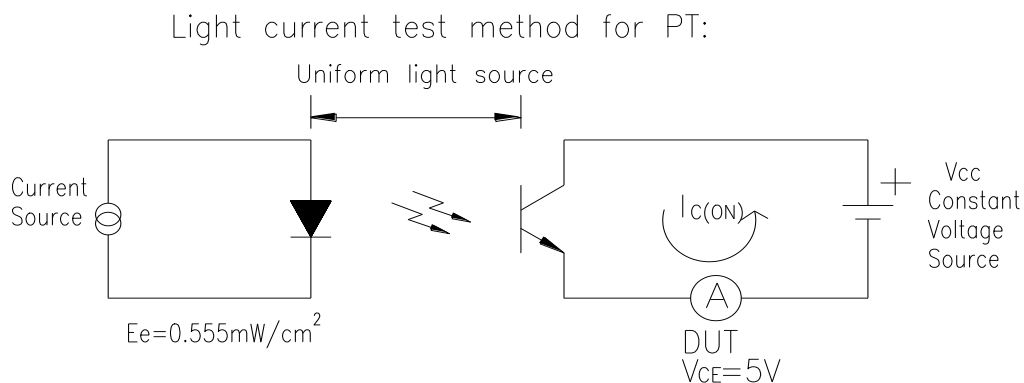 Light current test method for PT:
Uniform light source
Current
Source
Ee=0.555mW/cm²
IC(ON)
A
DUT
VCE=5V
+
Vcc
Constant
Voltage
Source